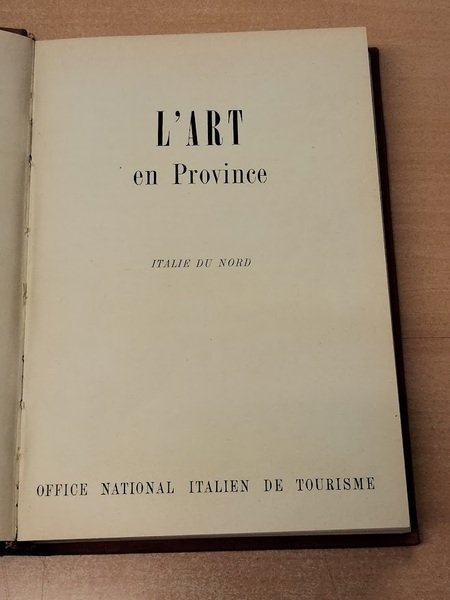 L'ART
en Province
ITALIE DU NORD
OFFICE NATIONAL ITALIEN DE TOURISME